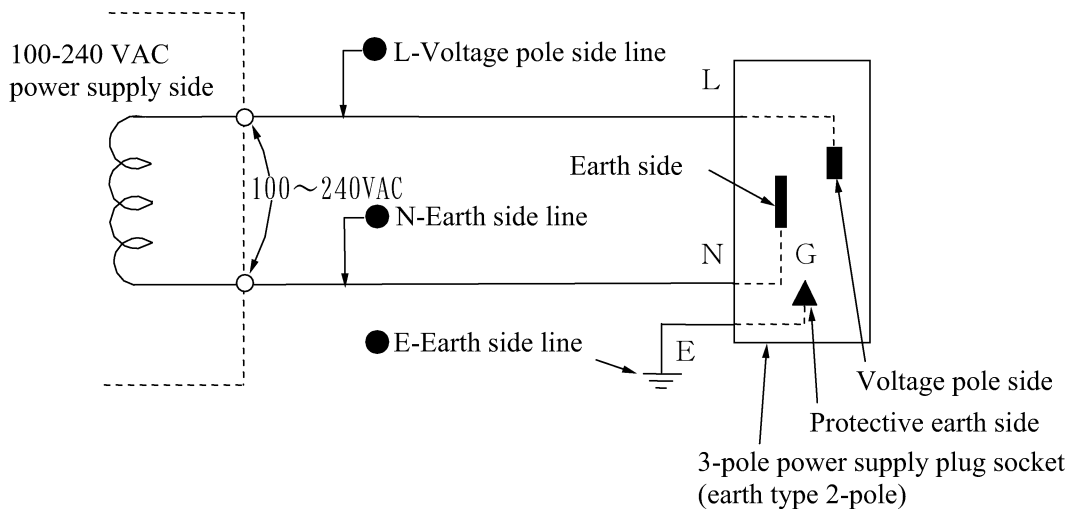 100-240 VAC
power supply side
L-Voltage pole side line
L
Earth side
100～240VAC
N-Earth side line
N
G
E-Earth side line
E
Voltage pole side
Protective earth side
3-pole power supply plug socket
(earth type 2-pole)